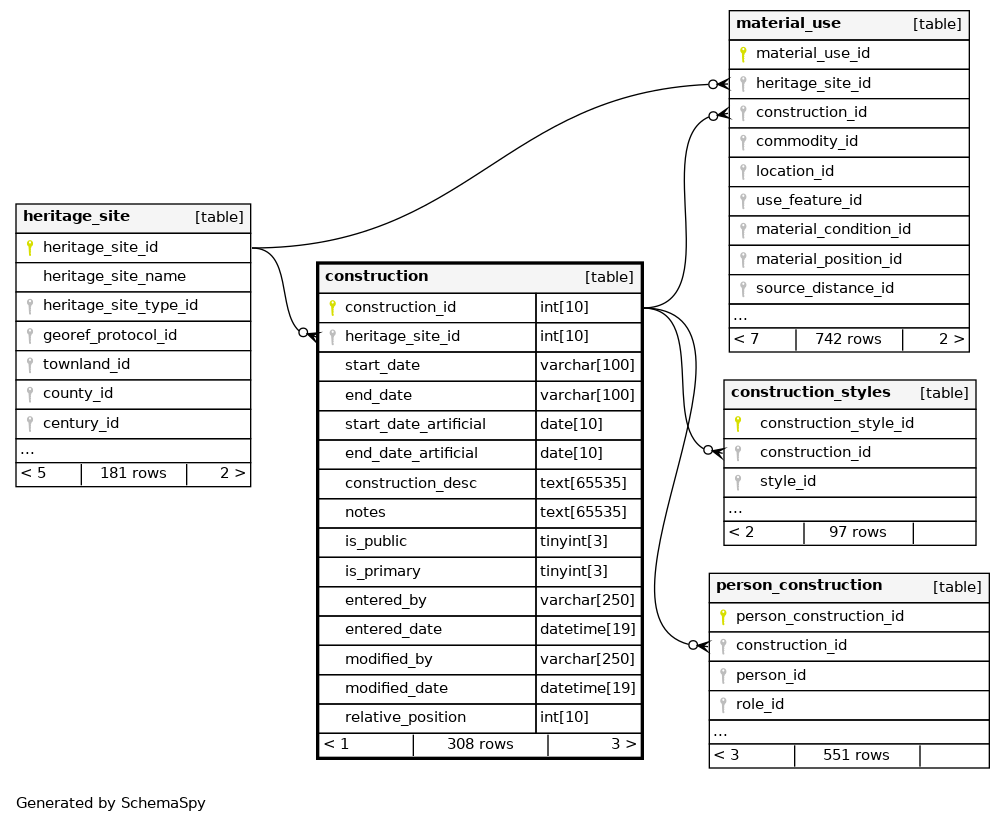 material_use [table]
material_use_id
heritage_site_id
construction_id
commodity_id
location_id
use_feature_id
material_condition_id
material_position_id
source_distance_id
...
< 7 742 rows 2 >
heritage_site [table]
heritage_site_id
heritage_site_name
heritage_site_type_id
georef_protocol_id
townland_id
county_id
century_id
...
< 5 181 rows 2 >
construction [table]
construction_id int[10]
heritage_site_id int[10]
start_date varchar[100]
end_date varchar[100]
start_date_artificial date[10]
end_date_artificial date[10]
construction_desc text[65535]
notes text[65535]
is_public tinyint[3]
is_primary tinyint[3]
entered_by varchar[250]
entered_date datetime[19]
modified_by varchar[250]
modified_date datetime[19]
relative_position int[10]
< 1 308 rows 3 >
construction_styles [table]
construction_style_id
construction_id
style_id
...
< 2 97 rows
person_construction [table]
person_construction_id
construction_id
person_id
role_id
...
< 3 551 rows
Generated by SchemaSpy